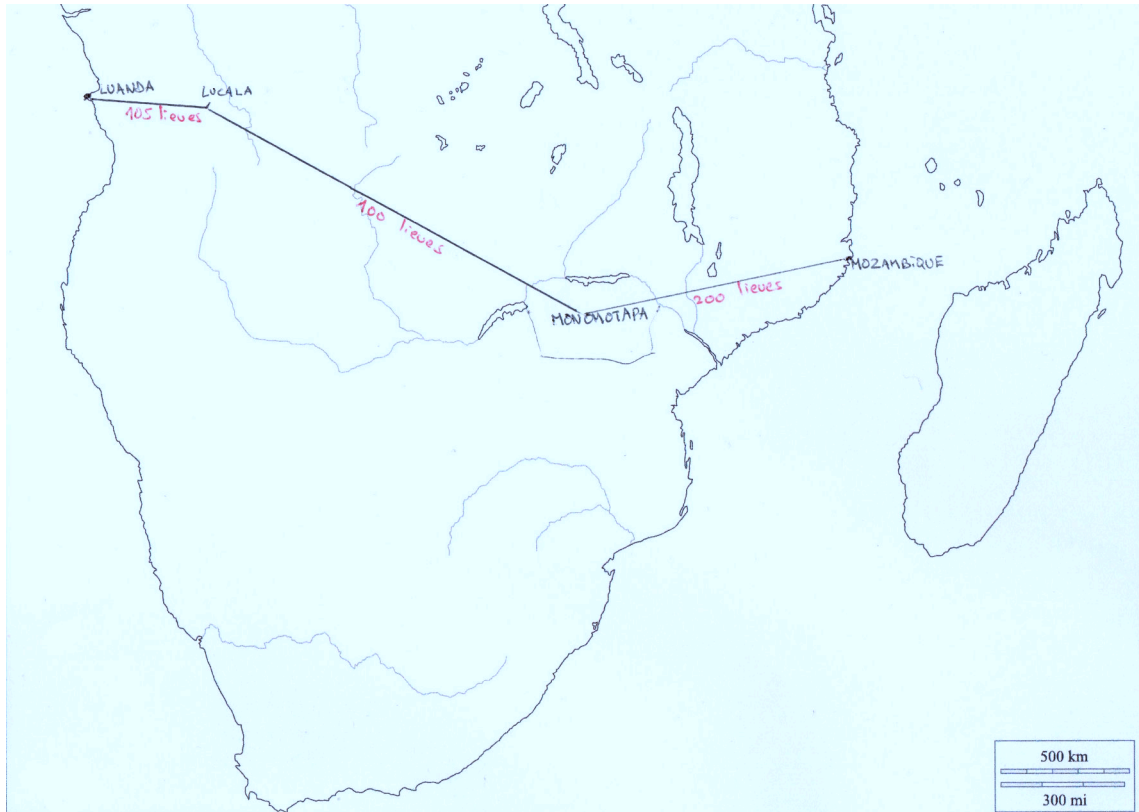 LUANDA
LUCALA
105 lieues
100 lieues
MOZAMBIQUE
200 lieues
MONOMOTAPA
500 km
300 mi